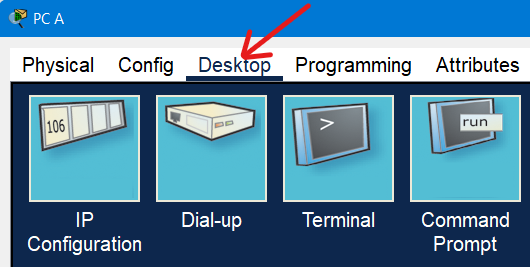 PC A
Physical Config Desktop Programming Attributes
106
>
run
IP Configuration
Dial-up
Terminal
Command Prompt